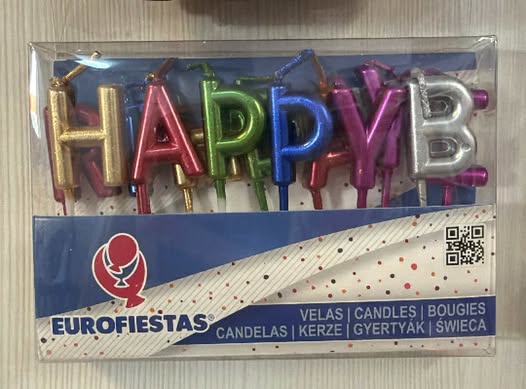 HAPPYB
EUROFIESTAS®
VELAS | CANDLES | BOUGIES
CANDELAS | KERZE | GYERTYÁK | ŚWIECA